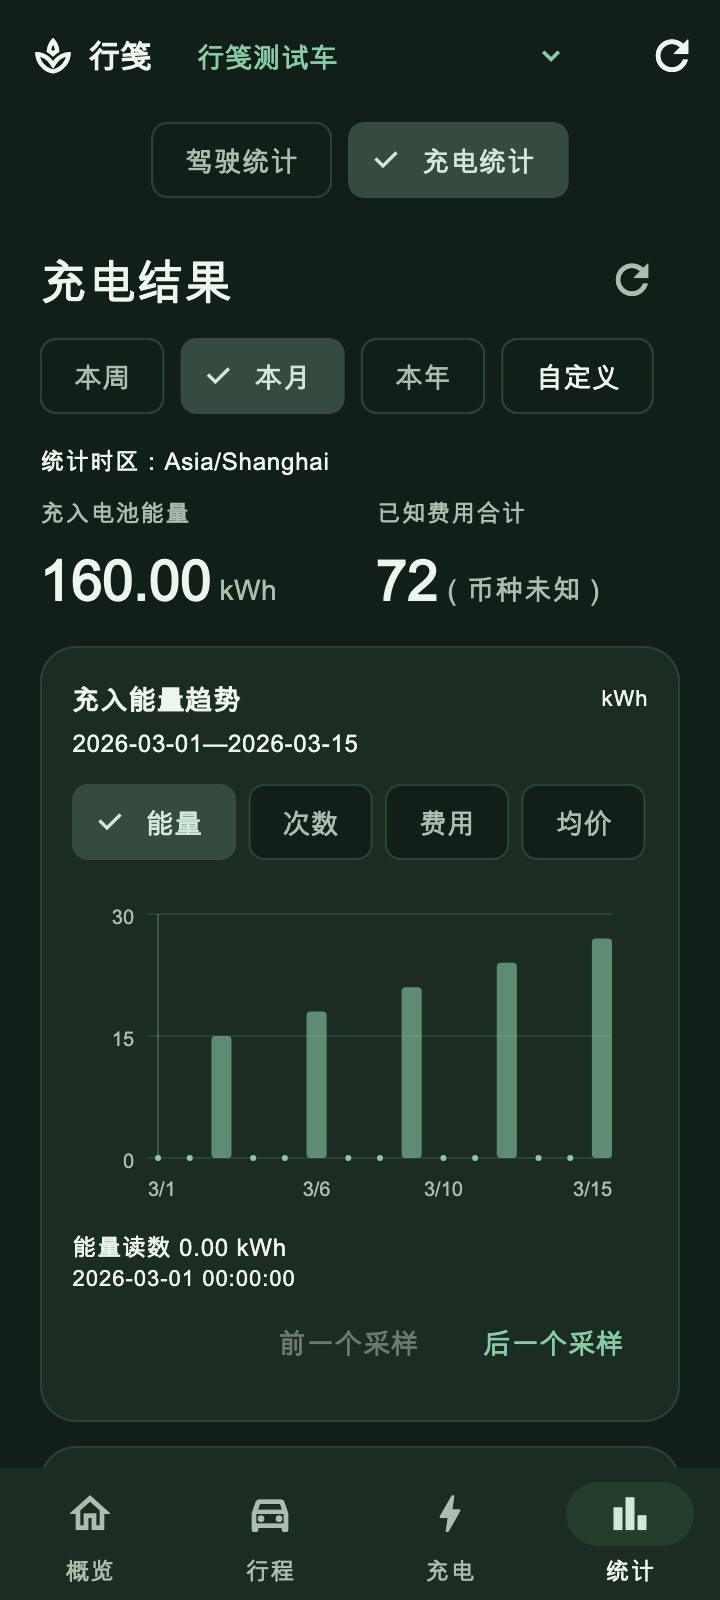 行笺 行笺测试车
驾驶统计 充电统计
充电结果
本周 本月 本年 自定义
统计时区：Asia/Shanghai
充入电池能量 已知费用合计
160.00 kWh 72（币种未知）
充入能量趋势 kWh
2026-03-01—2026-03-15
能量 次数 费用 均价
30
15
0
3/1 3/6 3/10 3/15
能量读数 0.00 kWh
2026-03-01 00:00:00
前一个采样 后一个采样
概览 行程 充电 统计